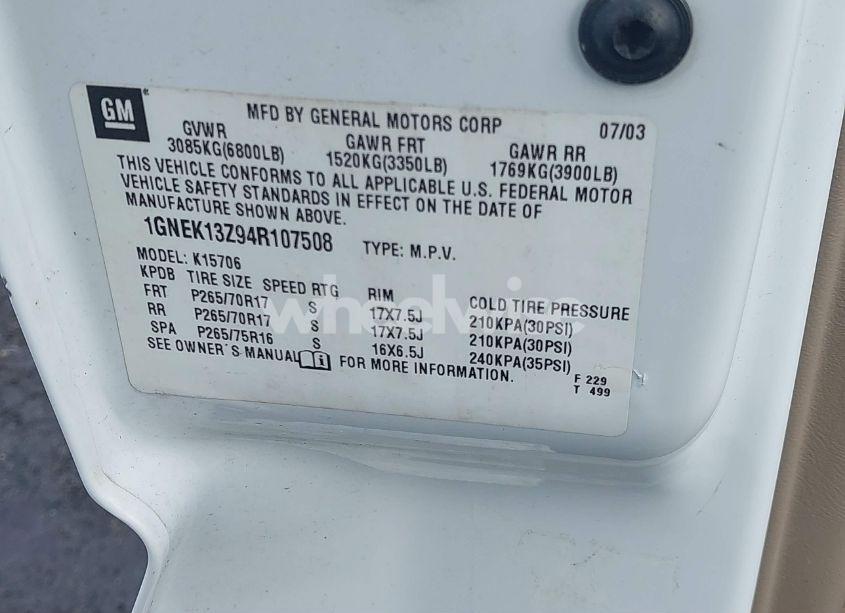 GM
MFD BY GENERAL MOTORS CORP 07/03
GVWR GAWR FRT GAWR RR
3085KG(6800LB) 1520KG(3350LB) 1769KG(3900LB)
THIS VEHICLE CONFORMS TO ALL APPLICABLE U.S. FEDERAL MOTOR
VEHICLE SAFETY STANDARDS IN EFFECT ON THE DATE OF
MANUFACTURE SHOWN ABOVE.
1GNEK13Z94R107508 TYPE: M.P.V.
MODEL: K15706
KPDB TIRE SIZE SPEED RTG RIM COLD TIRE PRESSURE
FRT P265/70R17 S 17X7.5J 210KPA(30PSI)
RR P265/70R17 S 17X7.5J 210KPA(30PSI)
SPA P265/75R16 S 16X6.5J 240KPA(35PSI)
SEE OWNER'S MANUAL FOR MORE INFORMATION.
F 229
T 499